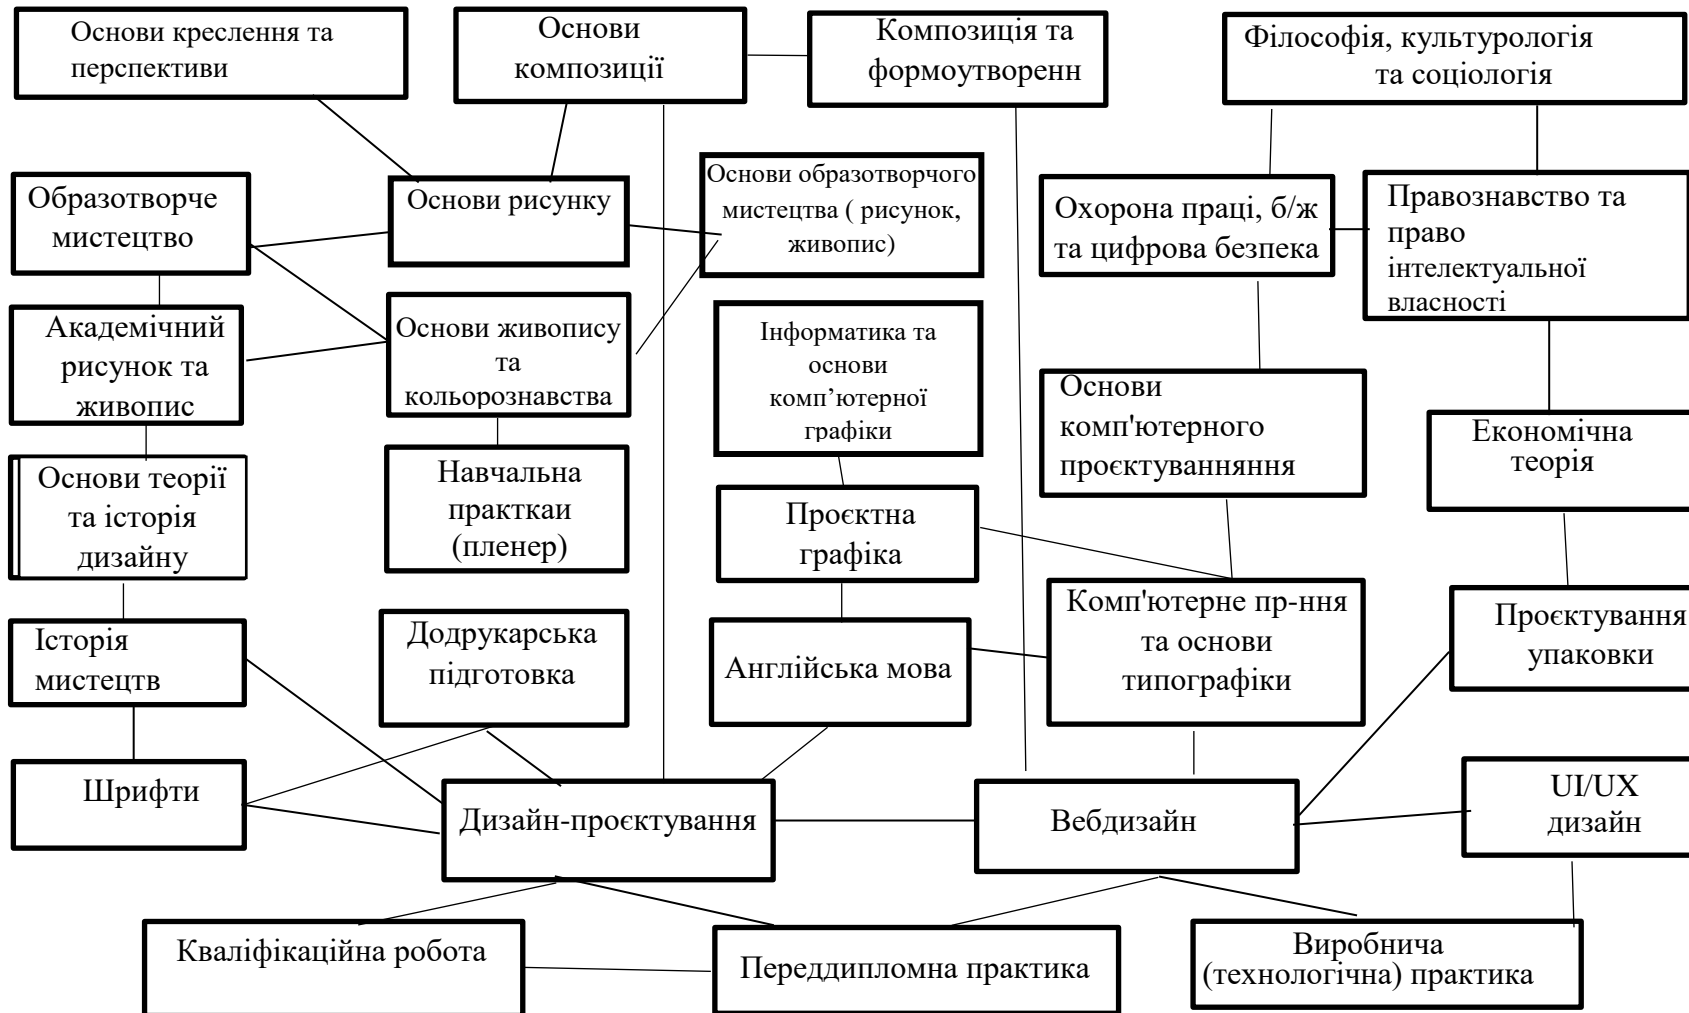 Основи креслення та
перспективи
Основи
композиції
Композиція та
формоутворенн
Філософія, культурологія
та соціологія
Образотворче
мистецтво
Основи рисунку
Основи образотворчого
мистецтва ( рисунок,
живопис)
Охорона праці, б/ж
та цифрова безпека
Правознавство та
право
інтелектуальної
власності
Академічний
рисунок та
живопис
Основи живопису
та
кольорознавства
Інформатика та
основи
комп’ютерної
графіки
Основи
комп'ютерного
проєктуванняння
Економічна
теорія
Основи теорії
та історія
дизайну
Навчальна
працткаи
(пленер)
Проєктна
графіка
Комп'ютерне пр-ння
та основи
типографіки
Проєктування
упаковки
Історія
мистецтв
Додрукарська
підготовка
Англійська мова
Шрифти
Дизайн-проєктування
Вебдизайн
UI/UX
дизайн
Кваліфікаційна робота
Переддипломна практика
Виробнича
(технологічна) практика